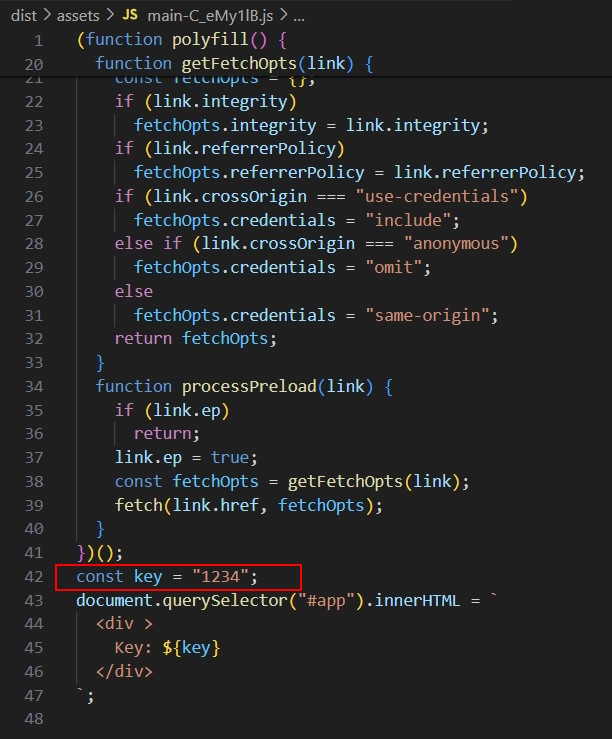 dist > assets > JS main-C_eMy1lB.js > ...
1 (function polyfill() {
20 function getFetchOpts(link) {
21 const fetchOpts = {};
22 if (link.integrity)
23 fetchOpts.integrity = link.integrity;
24 if (link.referrerPolicy)
25 fetchOpts.referrerPolicy = link.referrerPolicy;
26 if (link.crossOrigin === "use-credentials")
27 fetchOpts.credentials = "include";
28 else if (link.crossOrigin === "anonymous")
29 fetchOpts.credentials = "omit";
30 else
31 fetchOpts.credentials = "same-origin";
32 return fetchOpts;
33 }
34 function processPreload(link) {
35 if (link.ep)
36 return;
37 link.ep = true;
38 const fetchOpts = getFetchOpts(link);
39 fetch(link.href, fetchOpts);
40 }
41 })();
42 const key = "1234";
43 document.querySelector("#app").innerHTML = `
44 <div >
45 Key: ${key}
46 </div>
47 `;
48